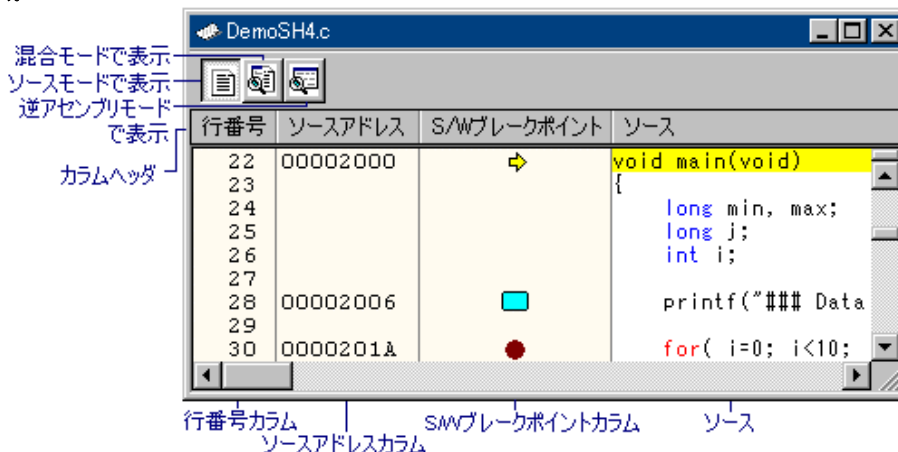 DemoSH4.c
混合モードで表示
ソースモードで表示
逆アセンブリモード
で表示
カラムヘッダ
行番号 ソースアドレス S/Wブレークポイント ソース
22 00002000 void main(void)
23 {
24 long min, max;
25 long j;
26 int i;
27
28 00002006 printf("### Data
29
30 0000201A for( i=0; i<10;
行番号カラム S/Wブレークポイントカラム ソース
ソースアドレスカラム